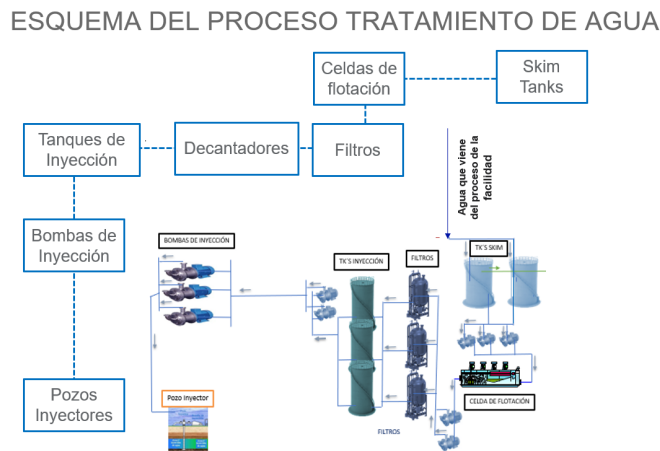 ESQUEMA DEL PROCESO TRATAMIENTO DE AGUA
Celdas de
flotación
Skim
Tanks
Tanques de
Inyección
Decantadores
Filtros
Agua que viene
del proceso de la
facilidad
Bombas de
Inyección
BOMBAS DE INYECCIÓN
TK´S INYECCIÓN
FILTROS
TK´S SKIM
Pozos
Inyectores
Pozo inyector
CELDA DE FLOTACIÓN
FILTROS